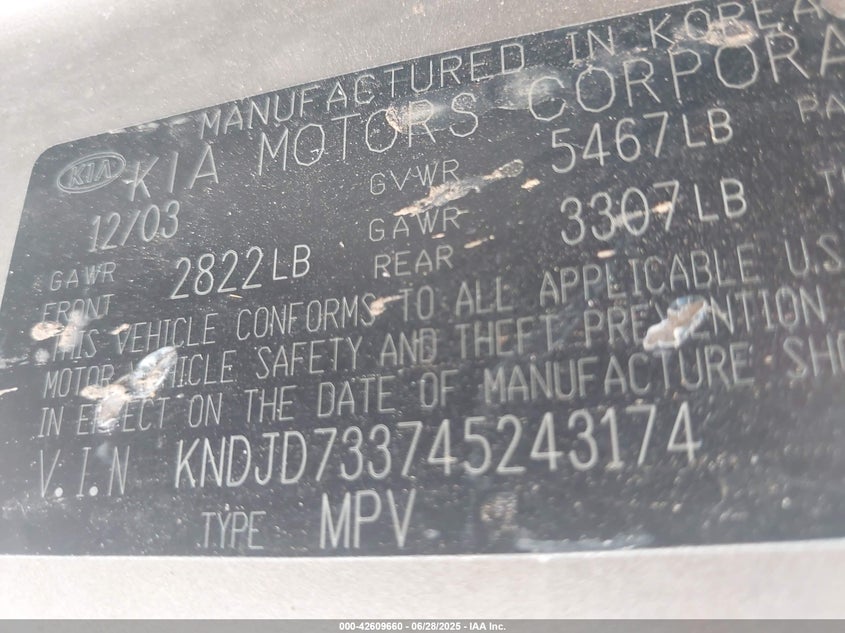 MANUFACTURED IN KOREA
KIA KIA MOTORS CORPORA
12/03 GVWR 5467LB PA
GAWR FRONT 2822LB GAWR REAR 3307LB
THIS VEHICLE CONFORMS TO ALL APPLICABLE U.S
MOTOR VEHICLE SAFETY AND THEFT PREVENTION
IN EFFECT ON THE DATE OF MANUFACTURE SHO
V.I.N KNDJD733745243174
TYPE MPV
000-42609660 - 06/28/2025 - IAA Inc.